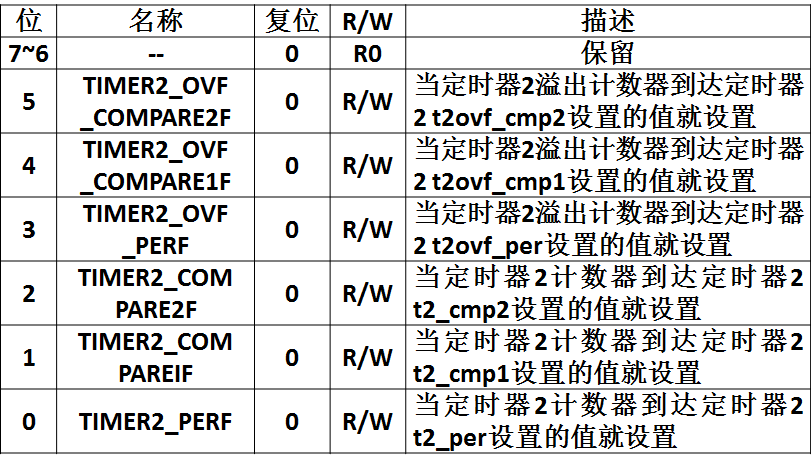 位 名称 复位 R/W 描述
7~6 -- 0 R0 保留
5 TIMER2_OVF
_COMPARE2F 0 R/W 当定时器2溢出计数器到达定时器
2 t2ovf_cmp2设置的值就设置
4 TIMER2_OVF
_COMPARE1F 0 R/W 当定时器2溢出计数器到达定时器
2 t2ovf_cmp1设置的值就设置
3 TIMER2_OVF
_PERF 0 R/W 当定时器2溢出计数器到达定时器
2 t2ovf_per设置的值就设置
2 TIMER2_COM
PARE2F 0 R/W 当定时器2计数器到达定时器2
t2_cmp2设置的值就设置
1 TIMER2_COM
PAREIF 0 R/W 当定时器2计数器到达定时器2
t2_cmp1设置的值就设置
0 TIMER2_PERF 0 R/W 当定时器2计数器到达定时器2
t2_per设置的值就设置